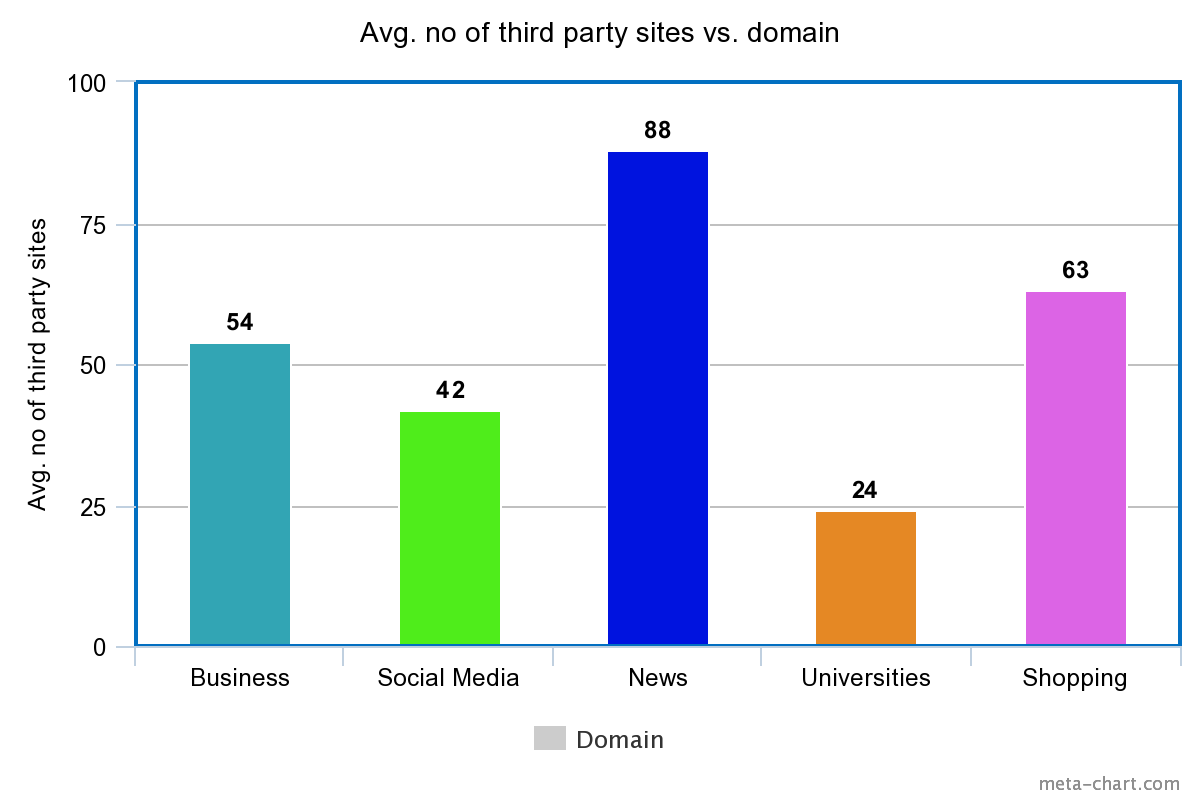 Avg. no of third party sites vs. domain
Avg. no of third party sites
100
75
50
25
0
54
42
88
24
63
Business
Social Media
News
Universities
Shopping
Domain
meta-chart.com